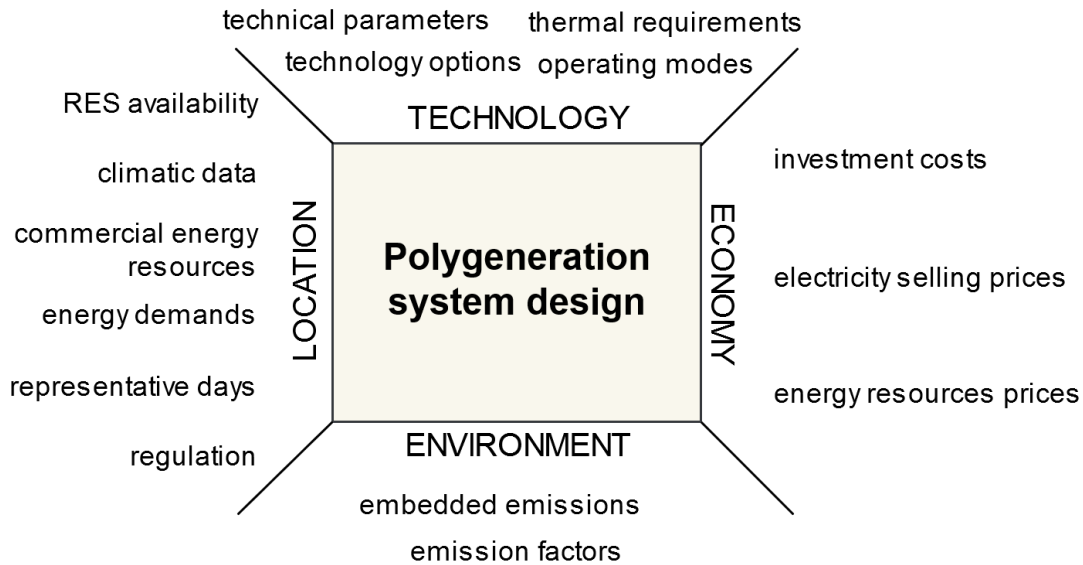 technical parameters
thermal requirements
technology options
operating modes
TECHNOLOGY
RES availability
climatic data
commercial energy
resources
energy demands
representative days
regulation
LOCATION
Polygeneration
system design
ECONOMY
investment costs
electricity selling prices
energy resources prices
ENVIRONMENT
embedded emissions
emission factors